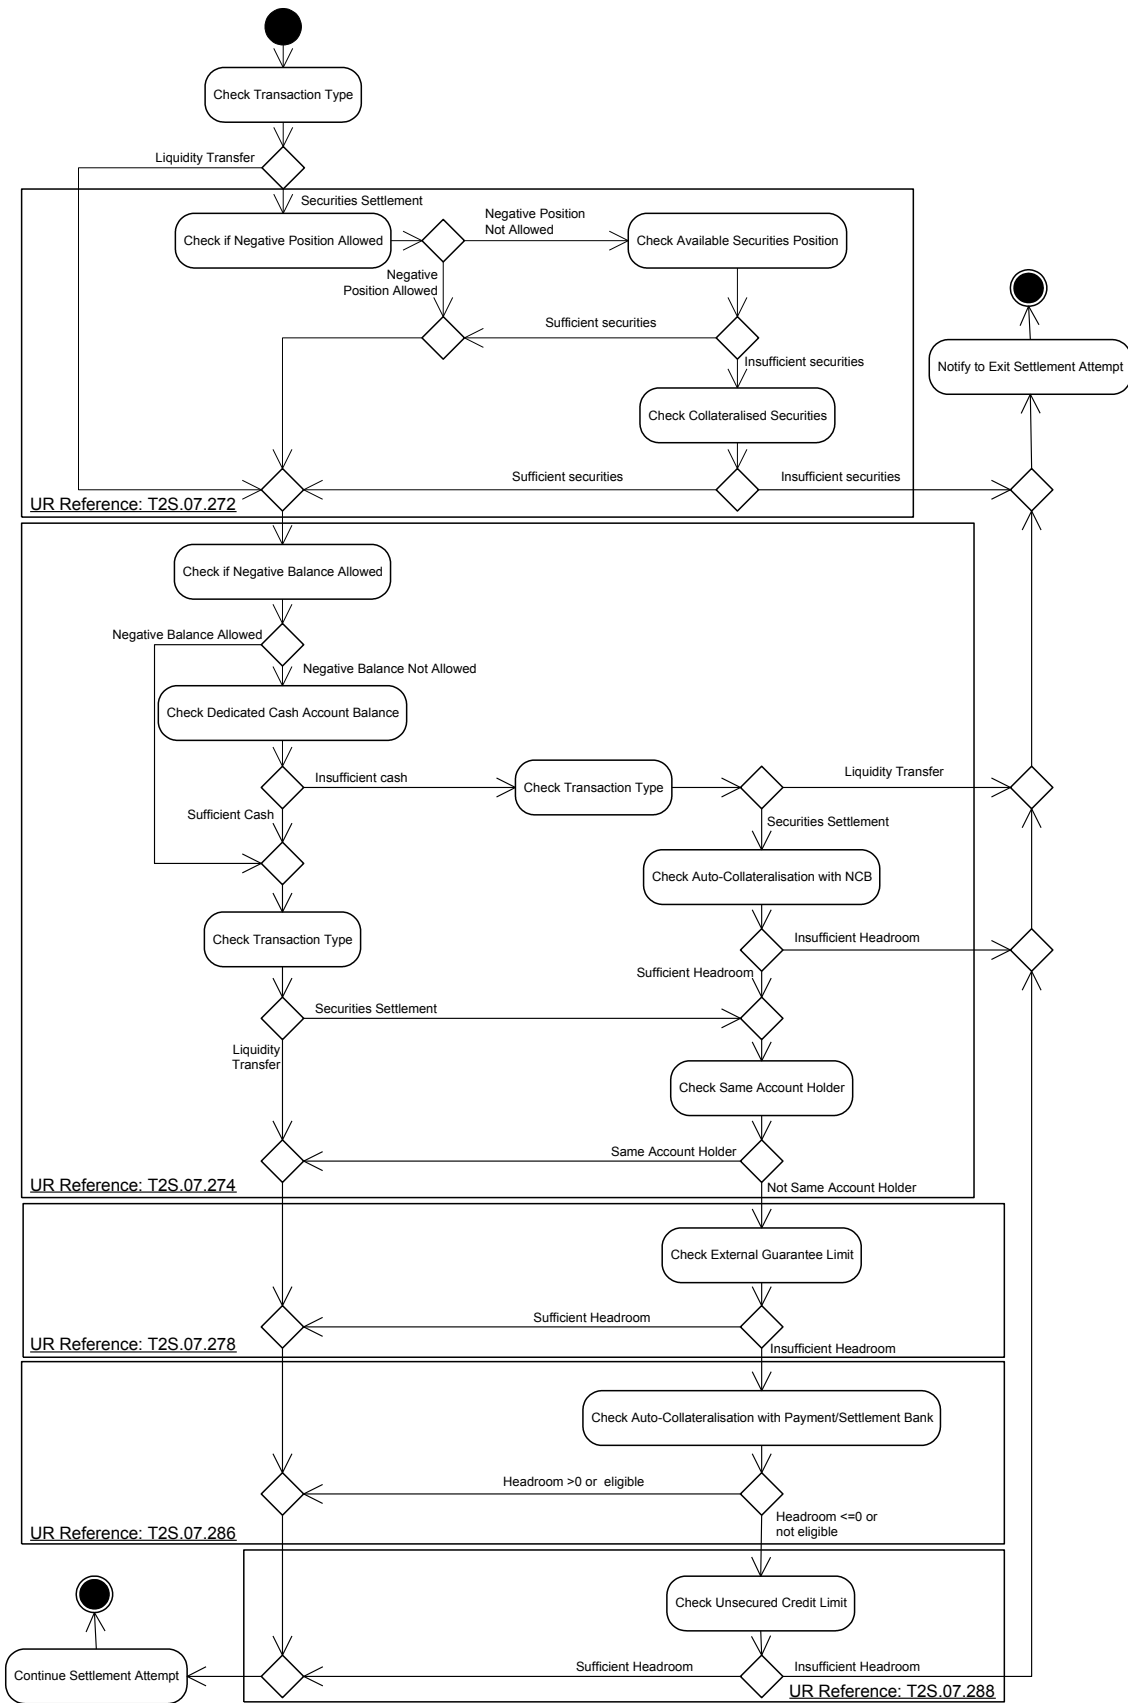 Check Transaction Type
Liquidity Transfer
Securities Settlement
Check if Negative Position Allowed
Negative Position
Not Allowed
Check Available Securities Position
Negative
Position Allowed
Sufficient securities
Insufficient securities
Notify to Exit Settlement Attempt
Check Collateralised Securities
Sufficient securities
Insufficient securities
UR Reference: T2S.07.272
Check if Negative Balance Allowed
Negative Balance Allowed
Negative Balance Not Allowed
Check Dedicated Cash Account Balance
Insufficient cash
Check Transaction Type
Liquidity Transfer
Sufficient Cash
Securities Settlement
Check Auto-Collateralisation with NCB
Check Transaction Type
Insufficient Headroom
Sufficient Headroom
Securities Settlement
Liquidity
Transfer
Check Same Account Holder
Same Account Holder
UR Reference: T2S.07.274
Not Same Account Holder
Check External Guarantee Limit
Sufficient Headroom
UR Reference: T2S.07.278
Insufficient Headroom
Check Auto-Collateralisation with Payment/Settlement Bank
Headroom >0 or  eligible
Headroom <=0 or
not eligible
UR Reference: T2S.07.286
Check Unsecured Credit Limit
Continue Settlement Attempt
Sufficient Headroom
Insufficient Headroom
UR Reference: T2S.07.288